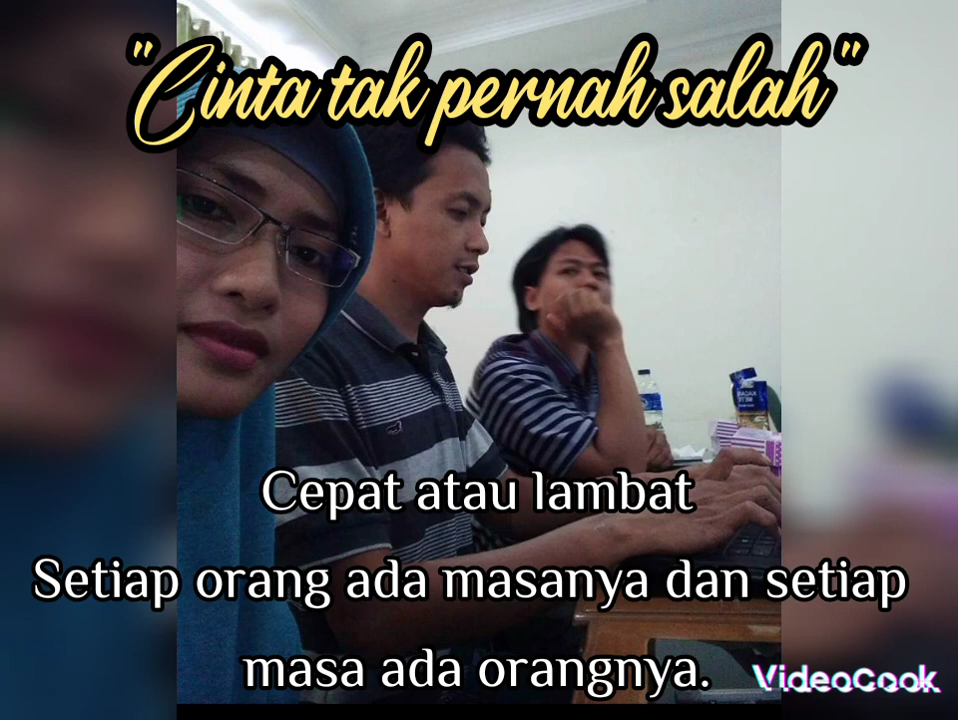 "Cinta tak pernah salah"
Cepat atau lambat
Setiap orang ada masanya dan setiap
masa ada orangnya.
VideoCook